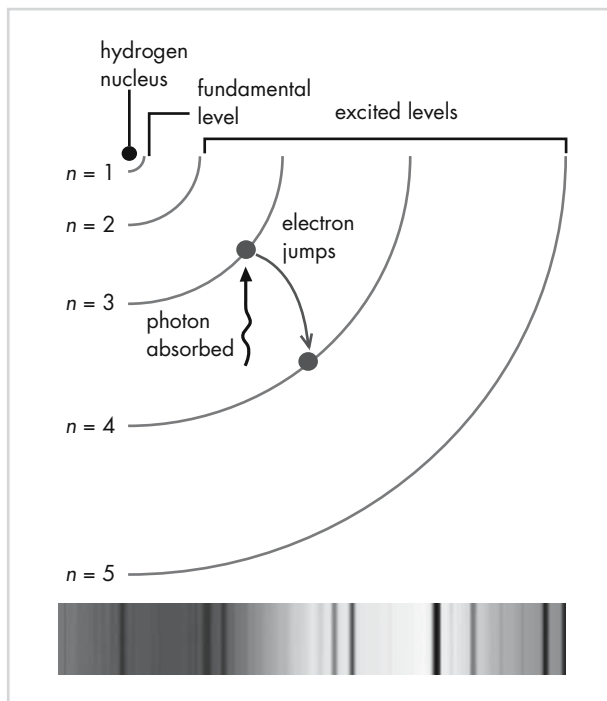 hydrogen
nucleus
fundamental
level
excited levels
n = 1
n = 2
electron
jumps
n = 3
photon
absorbed
n = 4
n = 5